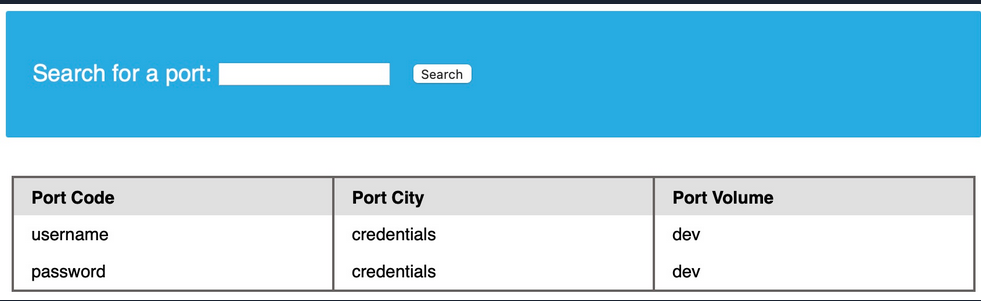 Search for a port: Search
Port Code Port City Port Volume
username credentials dev
password credentials dev